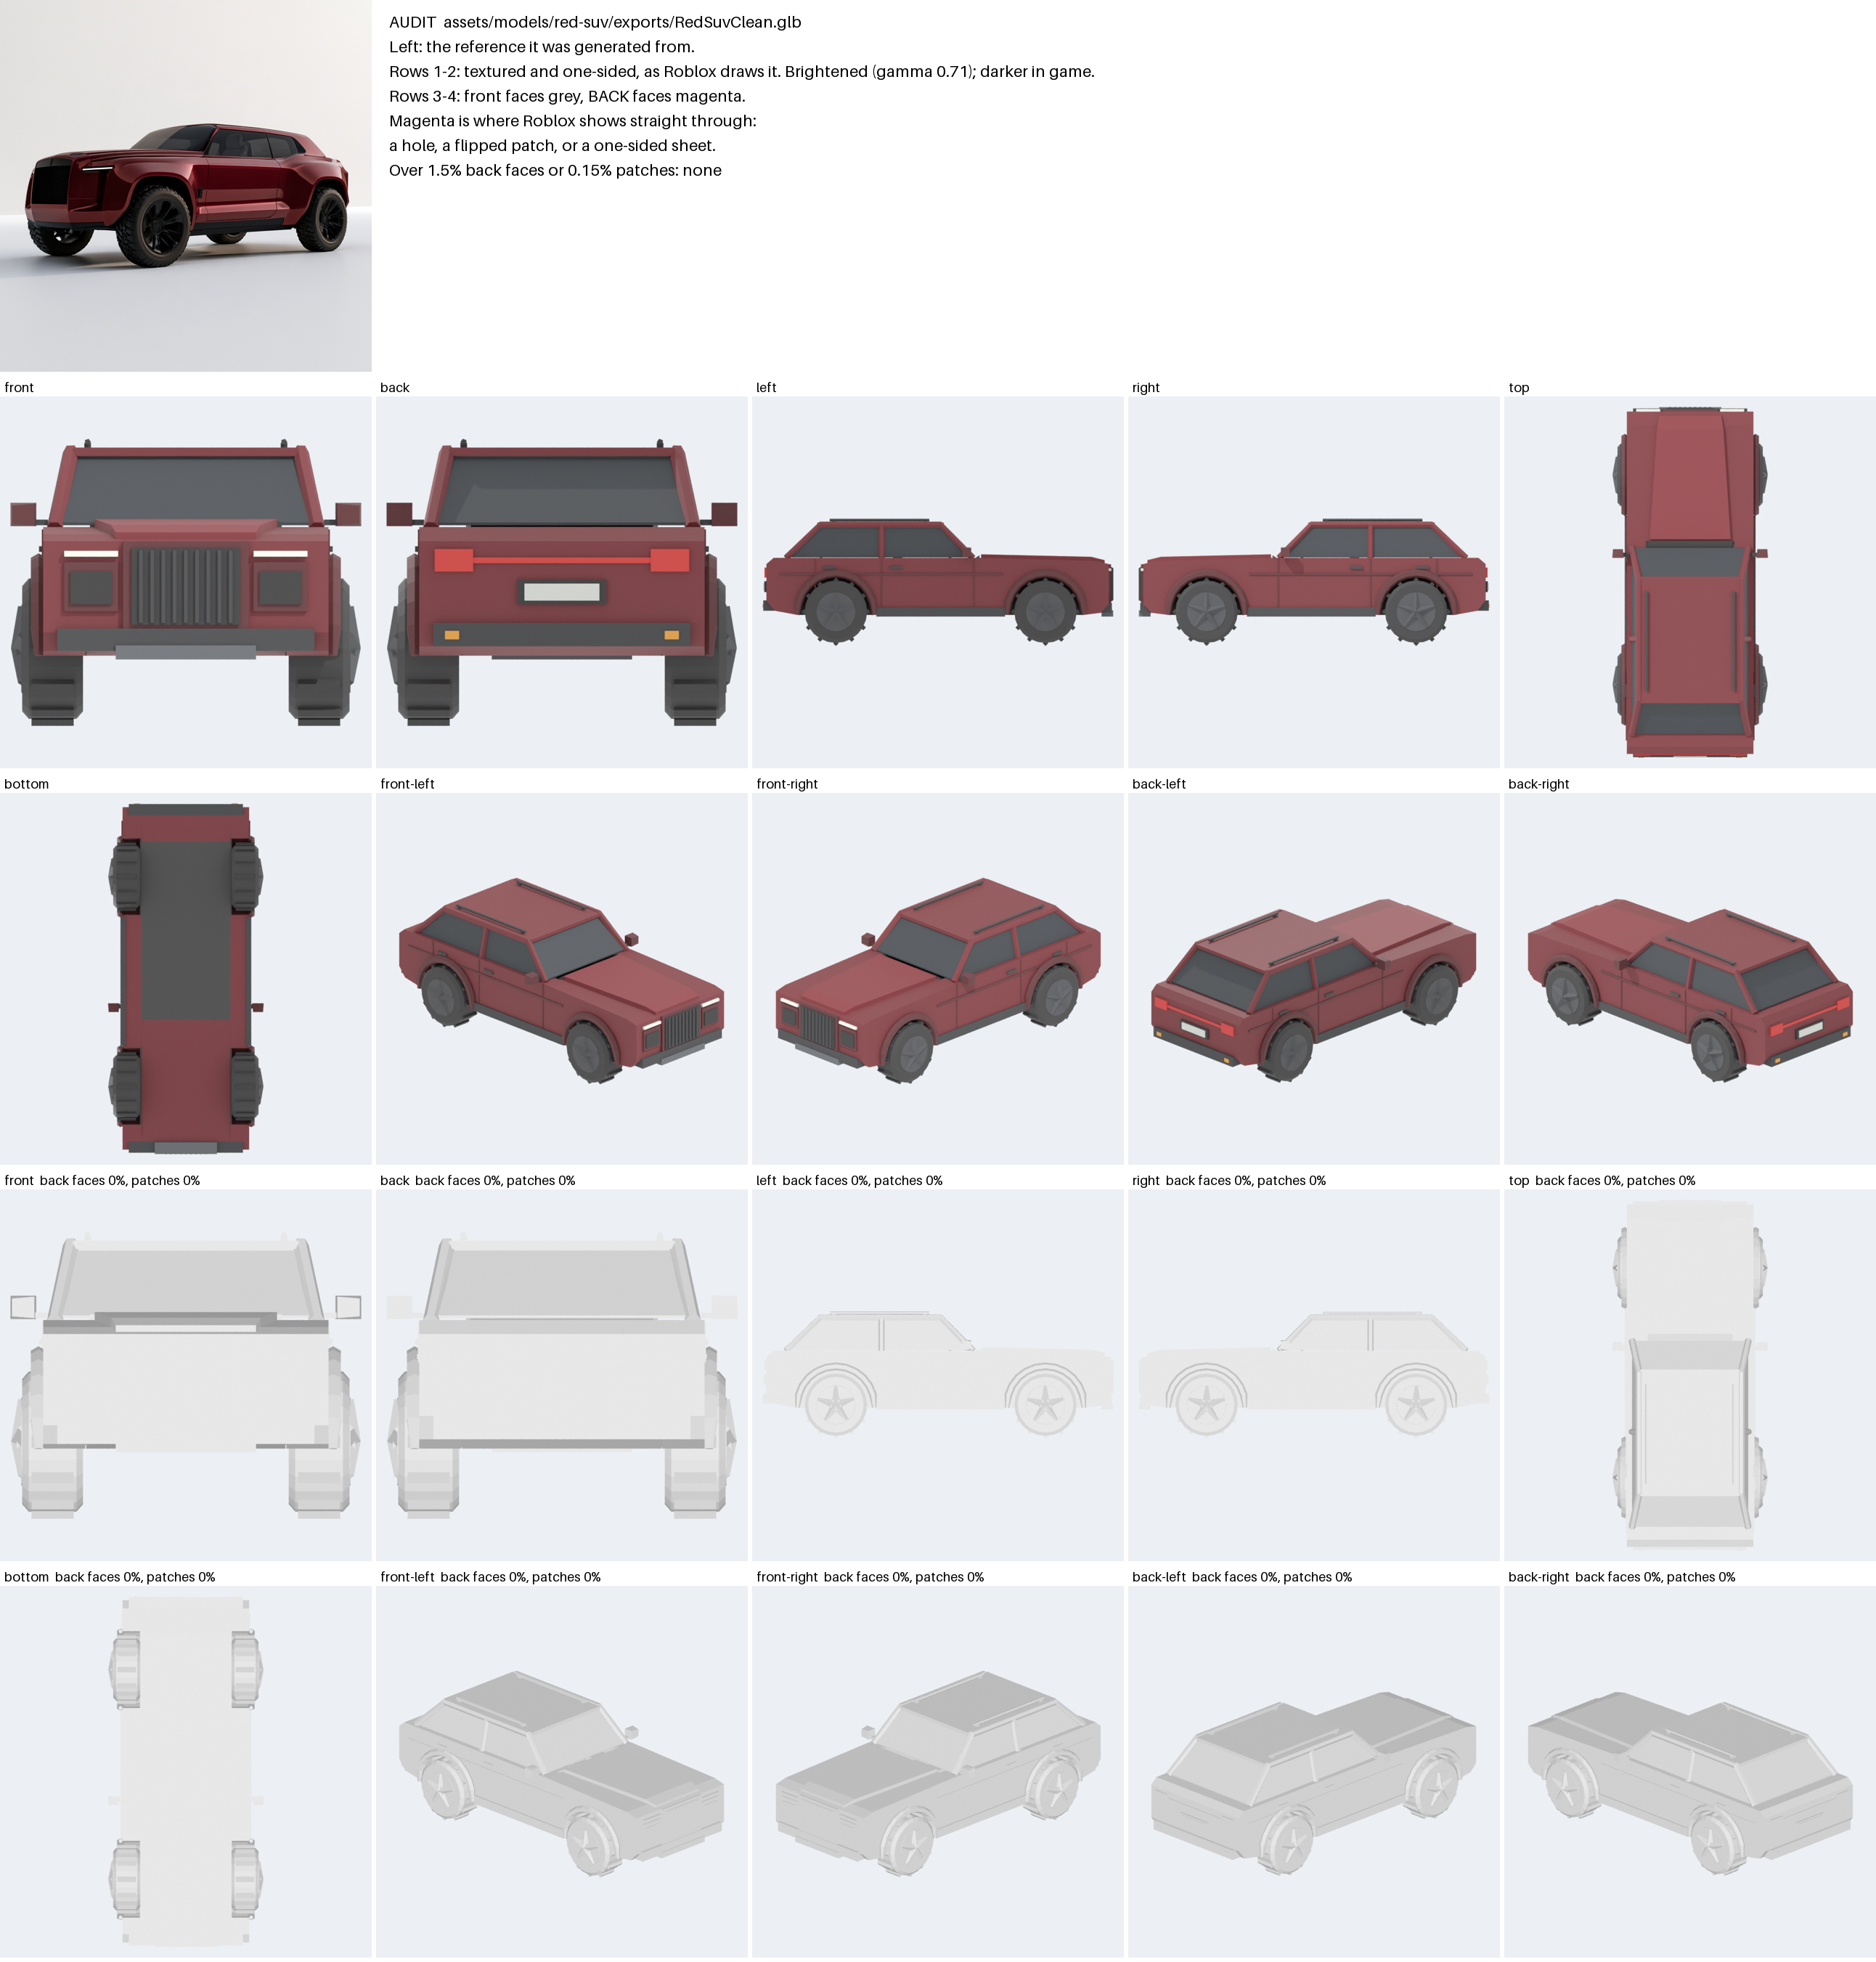 AUDIT  assets/models/red-suv/exports/RedSuvClean.glb
Left: the reference it was generated from.
Rows 1-2: textured and one-sided, as Roblox draws it. Brightened (gamma 0.71); darker in game.
Rows 3-4: front faces grey, BACK faces magenta.
Magenta is where Roblox shows straight through:
a hole, a flipped patch, or a one-sided sheet.
Over 1.5% back faces or 0.15% patches: none
front
back
left
right
top
bottom
front-left
front-right
back-left
back-right
front  back faces 0%, patches 0%
back  back faces 0%, patches 0%
left  back faces 0%, patches 0%
right  back faces 0%, patches 0%
top  back faces 0%, patches 0%
bottom  back faces 0%, patches 0%
front-left  back faces 0%, patches 0%
front-right  back faces 0%, patches 0%
back-left  back faces 0%, patches 0%
back-right  back faces 0%, patches 0%